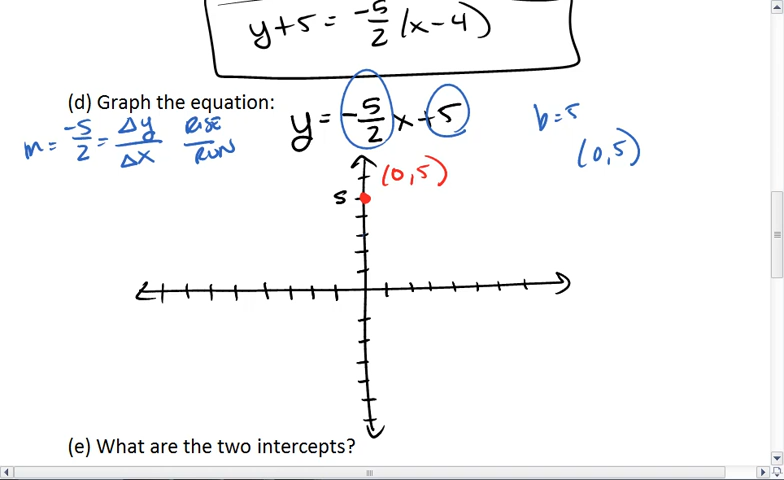 y+5 = -5/2 (x-4)
(d) Graph the equation: y = -5/2 x + 5
m = -5/2 = Δy/Δx RISE/RUN
b=5
(0,5)
(0,5)
5
(e) What are the two intercepts?